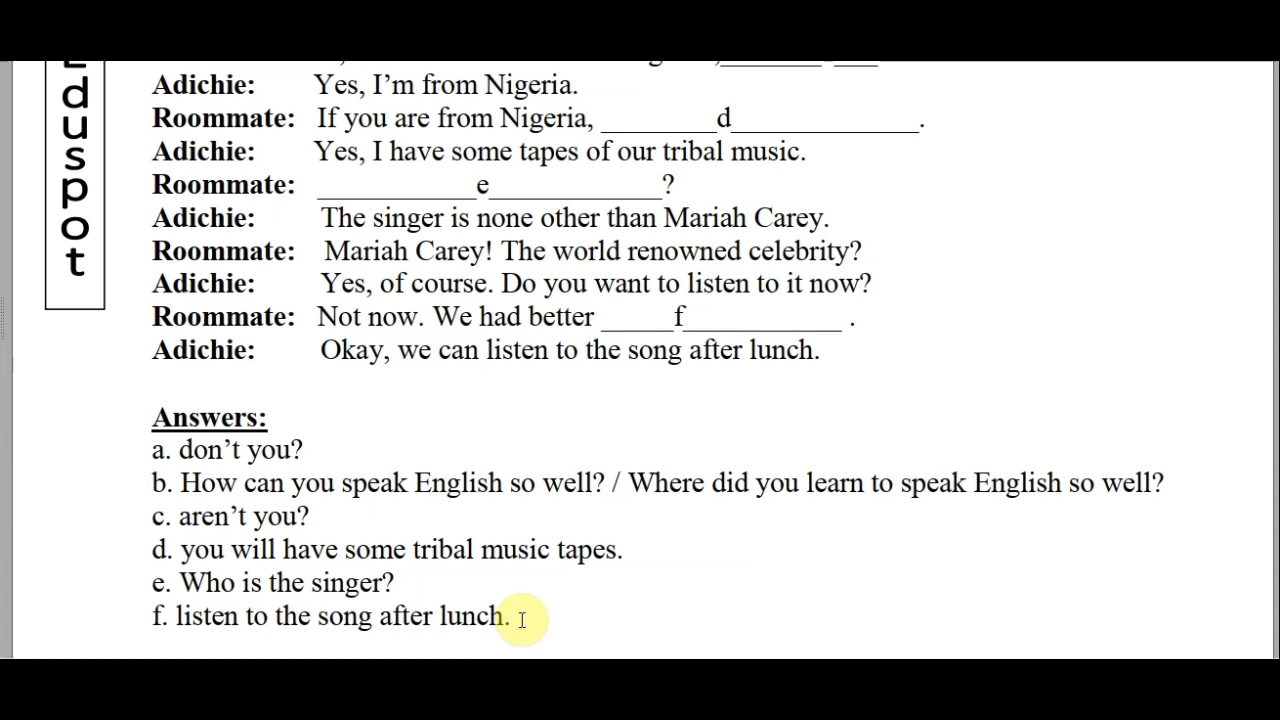 Eduspot
Adichie: Yes, I’m from Nigeria.
Roommate: If you are from Nigeria, ________d_____________.
Adichie: Yes, I have some tapes of our tribal music.
Roommate: ___________e____________?
Adichie: The singer is none other than Mariah Carey.
Roommate: Mariah Carey! The world renowned celebrity?
Adichie: Yes, of course. Do you want to listen to it now?
Roommate: Not now. We had better _____f___________ .
Adichie: Okay, we can listen to the song after lunch.
Answers:
a. don’t you?
b. How can you speak English so well? / Where did you learn to speak English so well?
c. aren’t you?
d. you will have some tribal music tapes.
e. Who is the singer?
f. listen to the song after lunch.